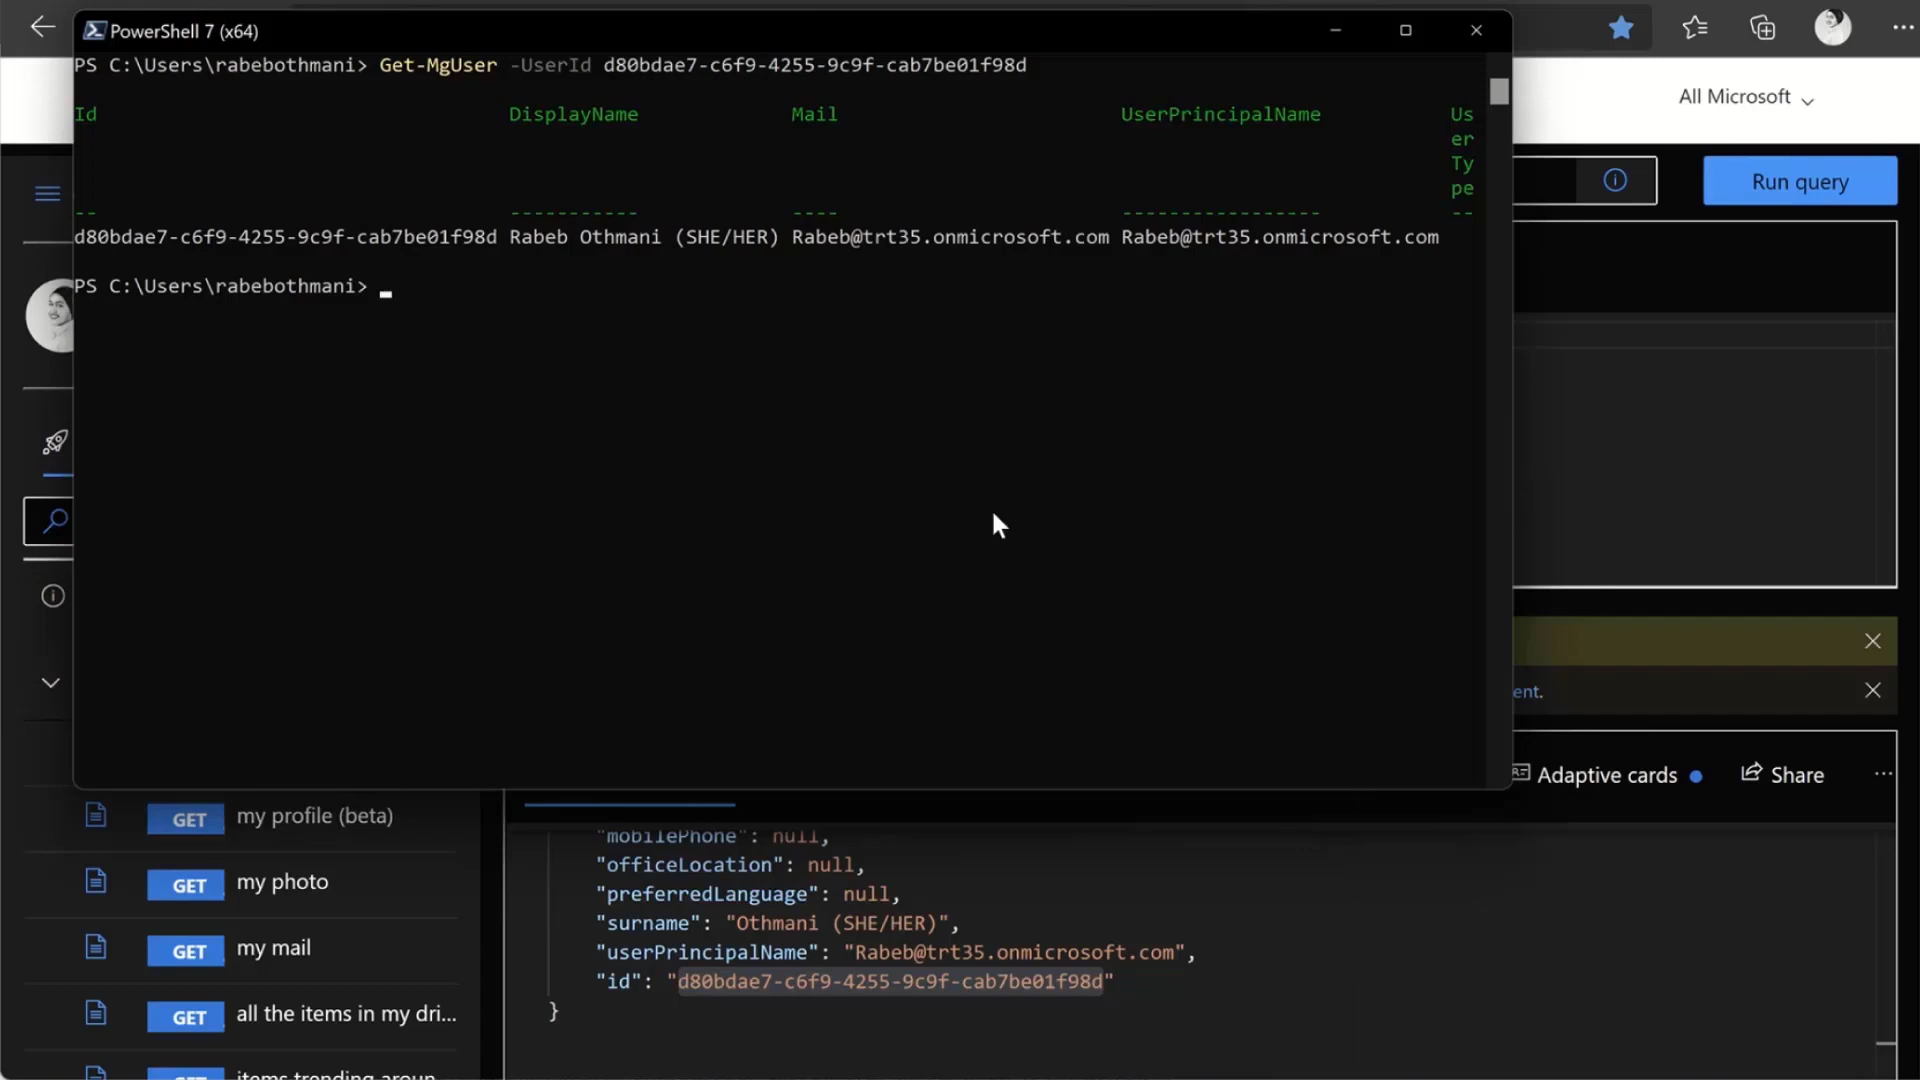 PowerShell 7 (x64)
PS C:\Users\rabebothmani> Get-MgUser -UserId d80bdae7-c6f9-4255-9c9f-cab7be01f98d
Id DisplayName Mail UserPrincipalName Us
er
Ty
pe
-- ----------- ---- ----------------- --
d80bdae7-c6f9-4255-9c9f-cab7be01f98d Rabeb Othmani (SHE/HER) Rabeb@trt35.onmicrosoft.com Rabeb@trt35.onmicrosoft.com
PS C:\Users\rabebothmani>
All Microsoft
Run query
ent.
Adaptive cards
Share
GET my profile (beta)
GET my photo
GET my mail
GET all the items in my dri...
GET items trending aroun
"mobilePhone": null,
"officeLocation": null,
"preferredLanguage": null,
"surname": "Othmani (SHE/HER)",
"userPrincipalName": "Rabeb@trt35.onmicrosoft.com",
"id": "d80bdae7-c6f9-4255-9c9f-cab7be01f98d"
}